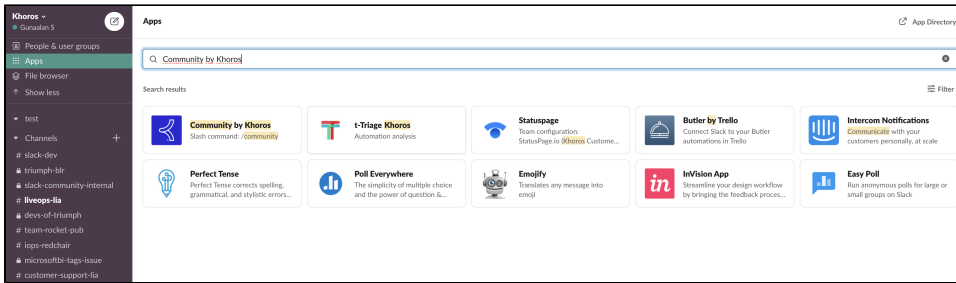 Khoros
Gunaalan S
People & user groups
Apps
File browser
Show less
test
Channels
# slack-dev
triumph-blr
slack-community-internal
# liveops-lia
devs-of-triumph
# team-rocket-pub
# iops-redchair
microsoftbi-tags-issue
# customer-support-lia
Apps
App Directory
Community by Khoros
Search results
Filter
Community by Khoros
Slash command: /community
t-Triage Khoros
Automation analysis
Statuspage
Team configuration:
StatusPage.io (Khoros Custome...
Butler by Trello
Connect Slack to your Butler
automations in Trello
Intercom Notifications
Communicate with your
customers personally, at scale
Perfect Tense
Perfect Tense corrects spelling,
grammatical, and stylistic errors...
Poll Everywhere
The simplicity of multiple choice
and the power of question &...
Emojify
Translates any message into
emoji
in
InVision App
Streamline your design workflow
by bringing the feedback proces...
Easy Poll
Run anonymous polls for large or
small groups on Slack